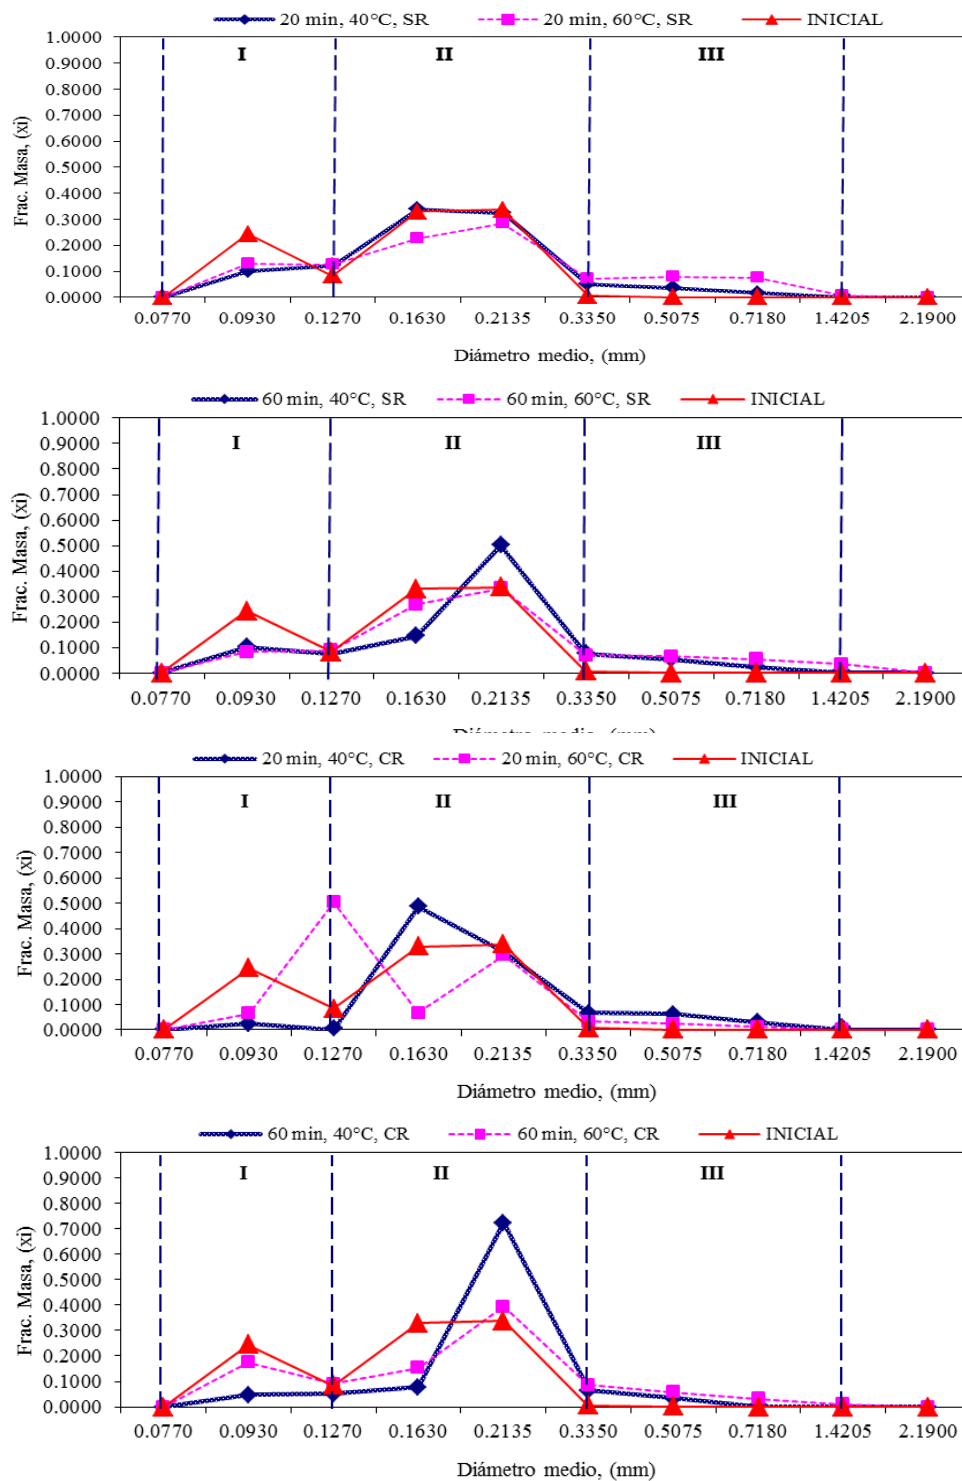 20 min, 40°C, SR 20 min, 60°C, SR INICIAL
1.0000 I II III
0.9000
0.8000
0.7000
0.6000
0.5000
0.4000
0.3000
0.2000
0.1000
0.0000
Frac. Masa, (xi)
0.0770 0.0930 0.1270 0.1630 0.2135 0.3350 0.5075 0.7180 1.4205 2.1900
Diámetro medio, (mm)
60 min, 40°C, SR 60 min, 60°C, SR INICIAL
1.0000
0.9000 I II III
0.8000
0.7000
0.6000
0.5000
0.4000
0.3000
0.2000
0.1000
0.0000
Frac. Masa, (xi)
0.0770 0.0930 0.1270 0.1630 0.2135 0.3350 0.5075 0.7180 1.4205 2.1900
Diámetro medio, (mm)
20 min, 40°C, CR 20 min, 60°C, CR INICIAL
1.0000
0.9000 I II III
0.8000
0.7000
0.6000
0.5000
0.4000
0.3000
0.2000
0.1000
0.0000
Frac. Masa, (xi)
0.0770 0.0930 0.1270 0.1630 0.2135 0.3350 0.5075 0.7180 1.4205 2.1900
Diámetro medio, (mm)
60 min, 40°C, CR 60 min, 60°C, CR INICIAL
1.0000
0.9000 I II III
0.8000
0.7000
0.6000
0.5000
0.4000
0.3000
0.2000
0.1000
0.0000
Frac. Masa, (xi)
0.0770 0.0930 0.1270 0.1630 0.2135 0.3350 0.5075 0.7180 1.4205 2.1900
Diámetro medio, (mm)